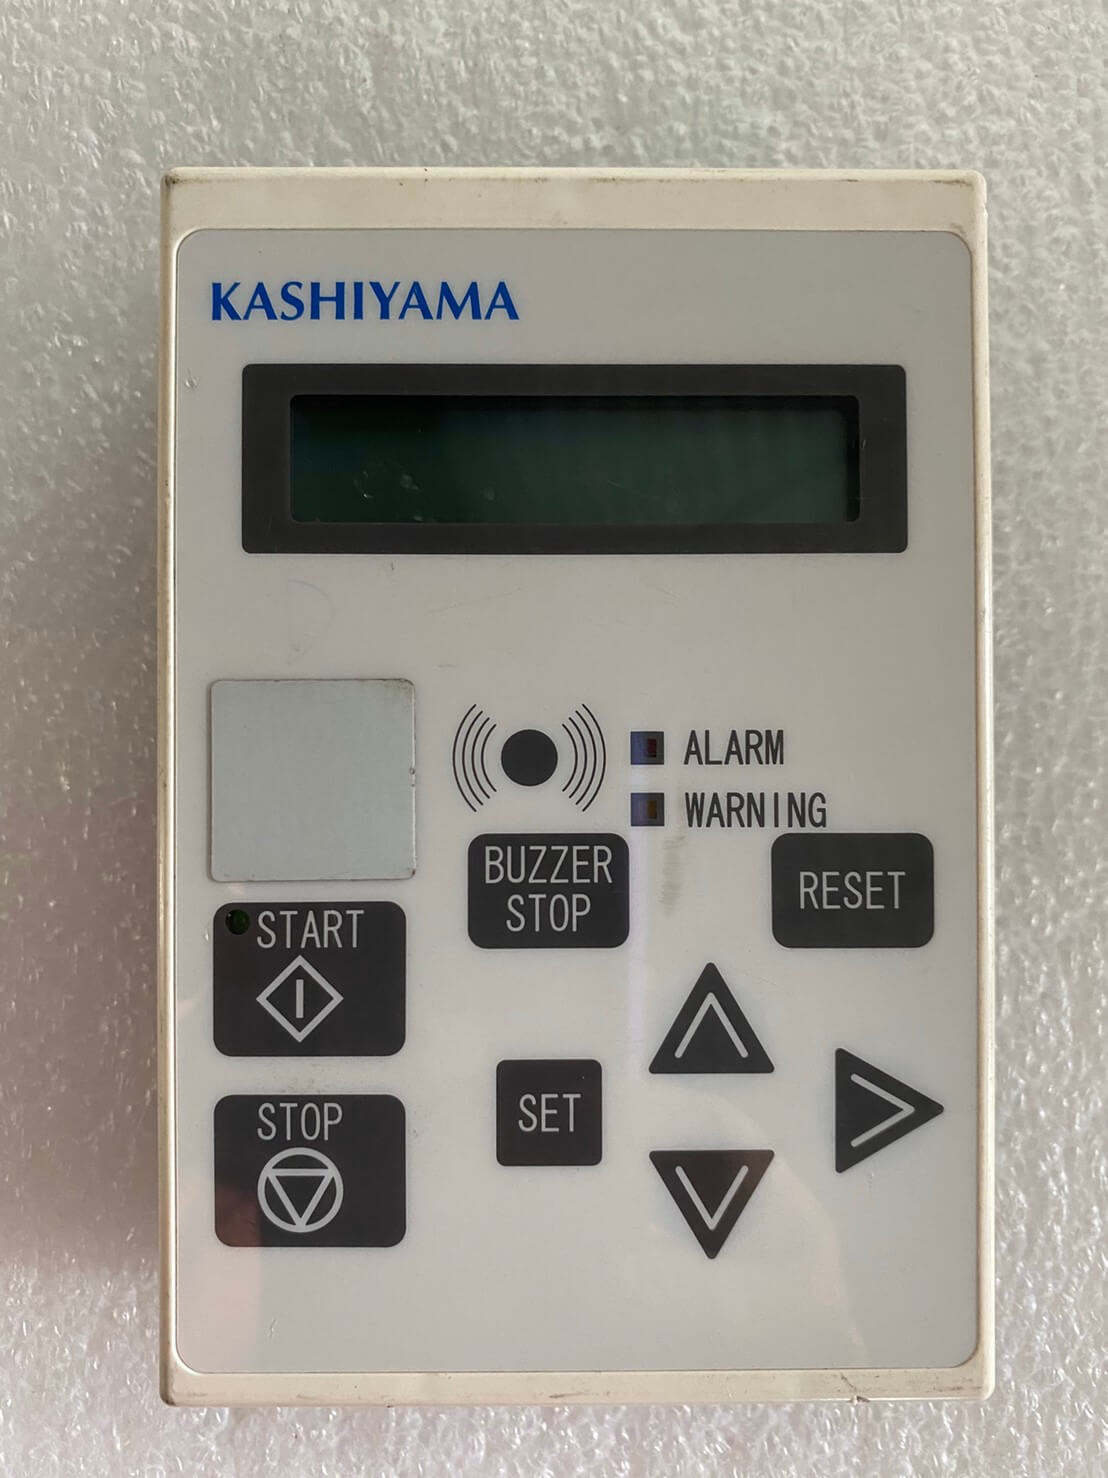 KASHIYAMA
ALARM
WARNING
BUZZER
STOP
RESET
START
SET
STOP